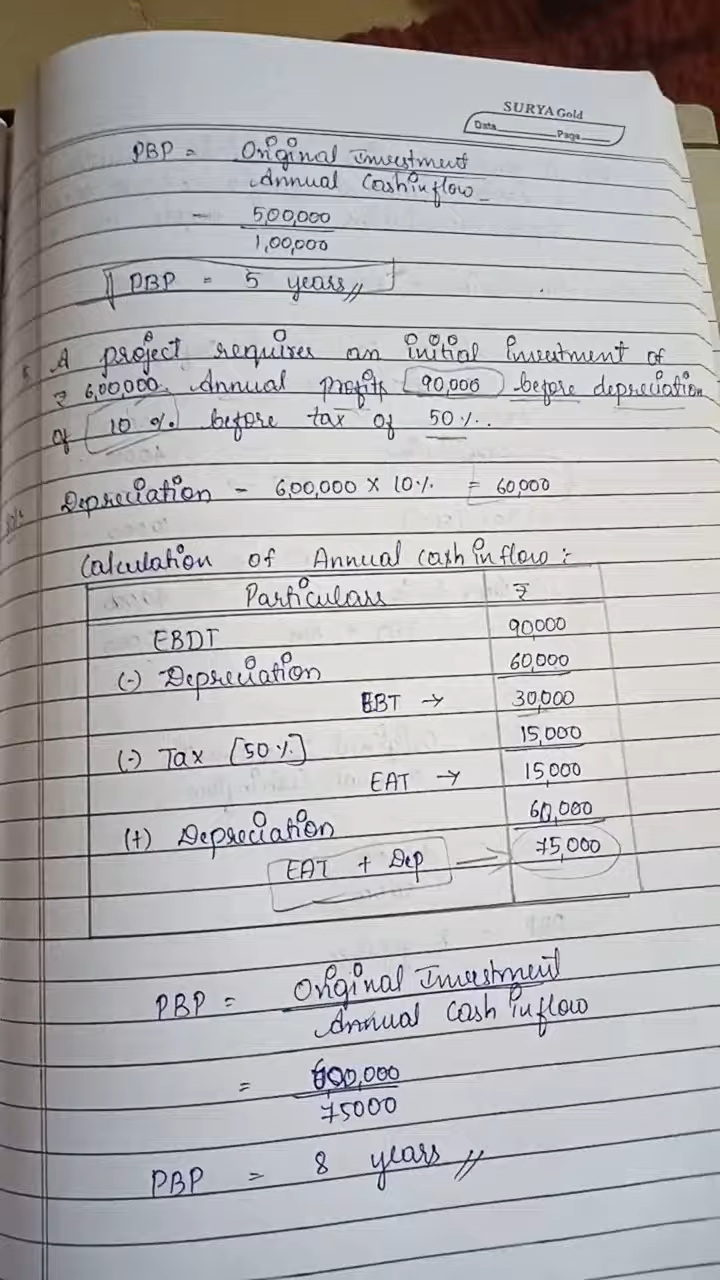 SURYA Gold
Date Page
PBP = Original Investment
Annual Cash inflow
500,000
1,00,000
PBP = 5 years
A project requires an initial investment of
₹ 6,00,000. Annual profits 90,000 before depreciation
of 10 % before tax of 50 %.
Depreciation - 6,00,000 × 10% = 60,000
Calculation of Annual cash inflow :
Particulars ₹
EBDT 90,000
(-) Depreciation 60,000
EBT → 30,000
(-) Tax [50 %] 15,000
EAT → 15,000
(+) Depreciation 60,000
EAT + Dep 75,000
PBP = Original Investment
Annual Cash inflow
= 600,000
75000
PBP = 8 years